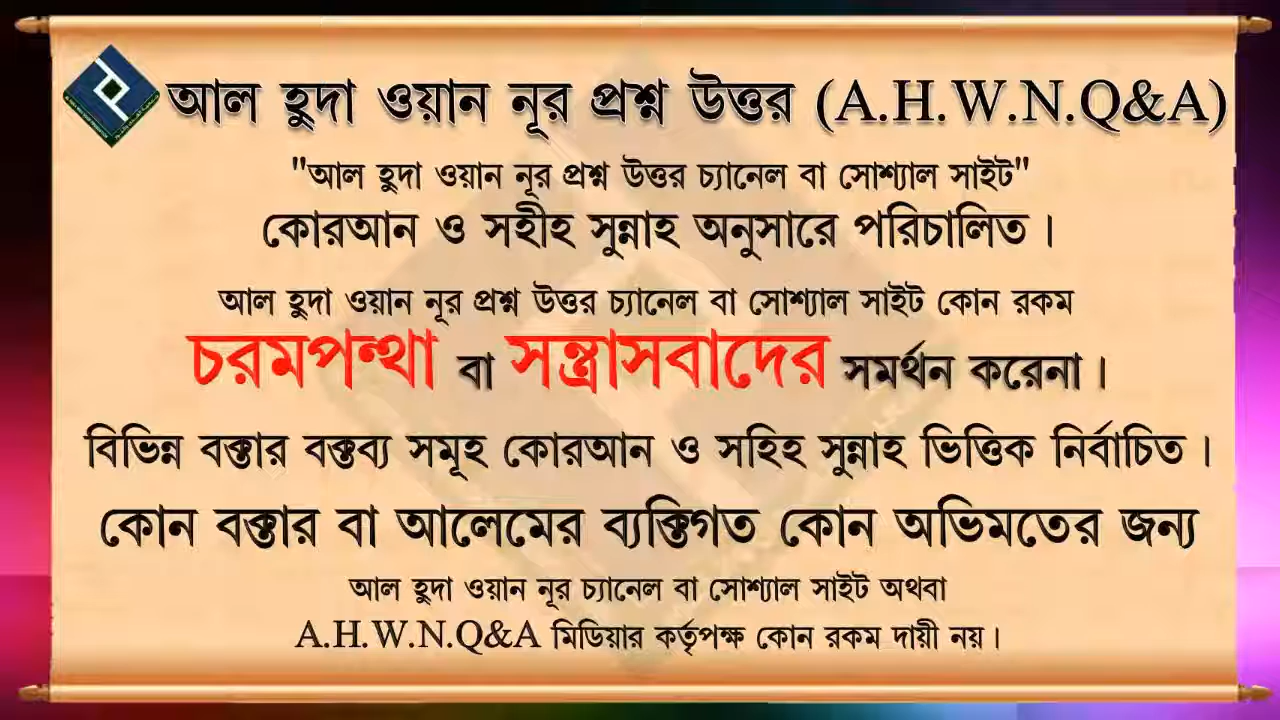 আল হুদা ওয়ান নূর প্রশ্ন উত্তর (A.H.W.N.Q&A)
"আল হুদা ওয়ান নূর প্রশ্ন উত্তর চ্যানেল বা সোশ্যাল সাইট"
কোরআন ও সহীহ সুন্নাহ অনুসারে পরিচালিত।
আল হুদা ওয়ান নূর প্রশ্ন উত্তর চ্যানেল বা সোশ্যাল সাইট কোন রকম
চরমপন্থা বা সন্ত্রাসবাদের সমর্থন করেনা।
বিভিন্ন বক্তার বক্তব্য সমূহ কোরআন ও সহিহ সুন্নাহ ভিত্তিক নির্বাচিত।
কোন বক্তার বা আলেমের ব্যক্তিগত কোন অভিমতের জন্য
আল হুদা ওয়ান নূর চ্যানেল বা সোশ্যাল সাইট অথবা
A.H.W.N.Q&A মিডিয়ার কর্তৃপক্ষ কোন রকম দায়ী নয়।